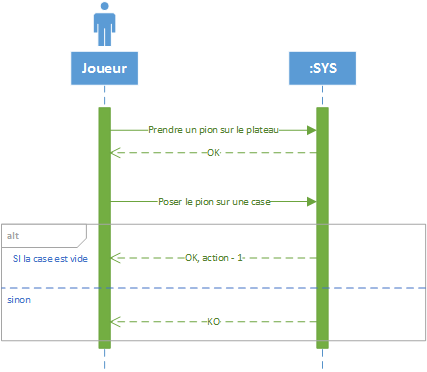 Joueur
:SYS
Prendre un pion sur le plateau
OK
Poser le pion sur une case
alt
SI la case est vide
OK, action - 1
sinon
KO